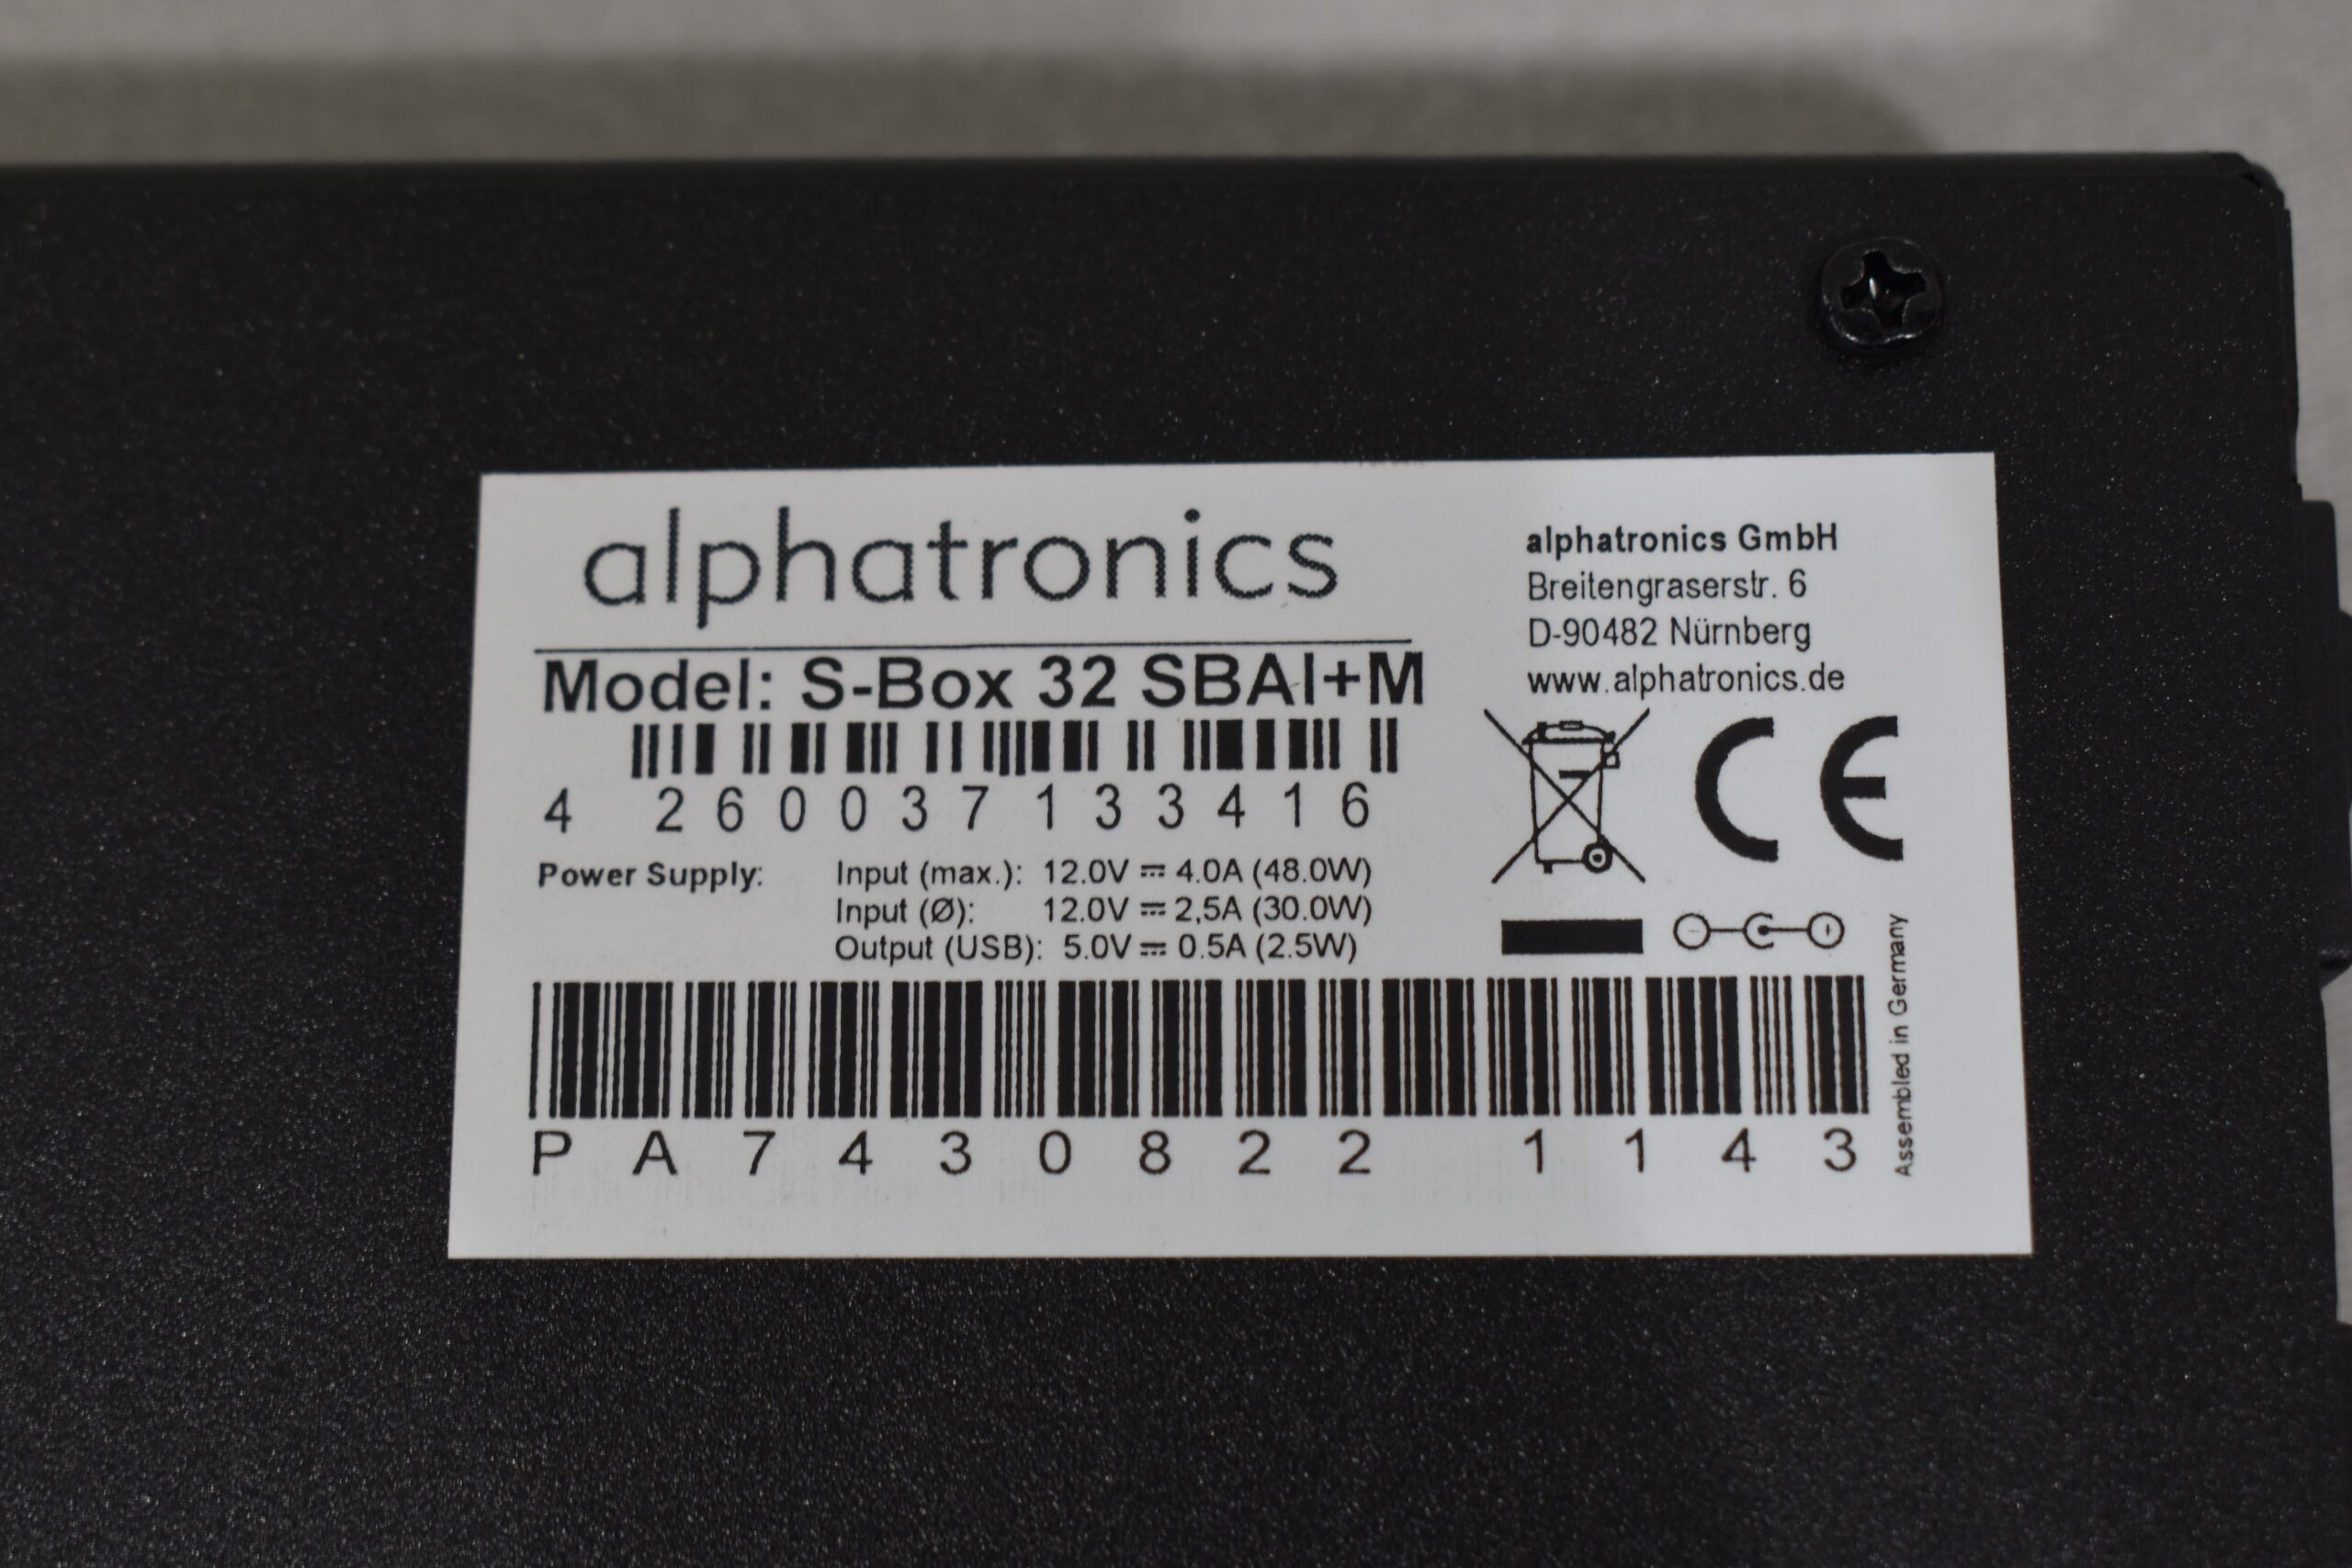 alphatronics
Model: S-Box 32 SBAI+M
4 260037 133416
Power Supply: Input (max.): 12.0V ⎓ 4.0A (48.0W)
Input (Ø): 12.0V ⎓ 2,5A (30.0W)
Output (USB): 5.0V ⎓ 0.5A (2.5W)
PA7430822 1143
alphatronics GmbH
Breitengraserstr. 6
D-90482 Nürnberg
www.alphatronics.de
CE
Assembled in Germany